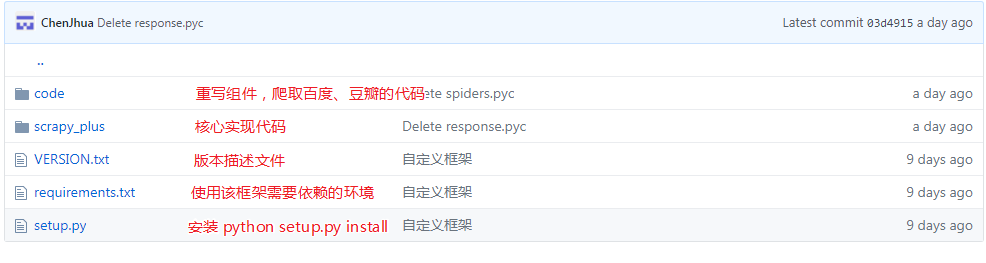 ChenJhua Delete response.pyc Latest commit 03d4915 a day ago
..
code 重写组件，爬取百度、豆瓣的代码ete spiders.pyc a day ago
scrapy_plus 核心实现代码 Delete response.pyc a day ago
VERSION.txt 版本描述文件 自定义框架 9 days ago
requirements.txt 使用该框架需要依赖的环境 自定义框架 9 days ago
setup.py 安装 python setup.py install 自定义框架 9 days ago